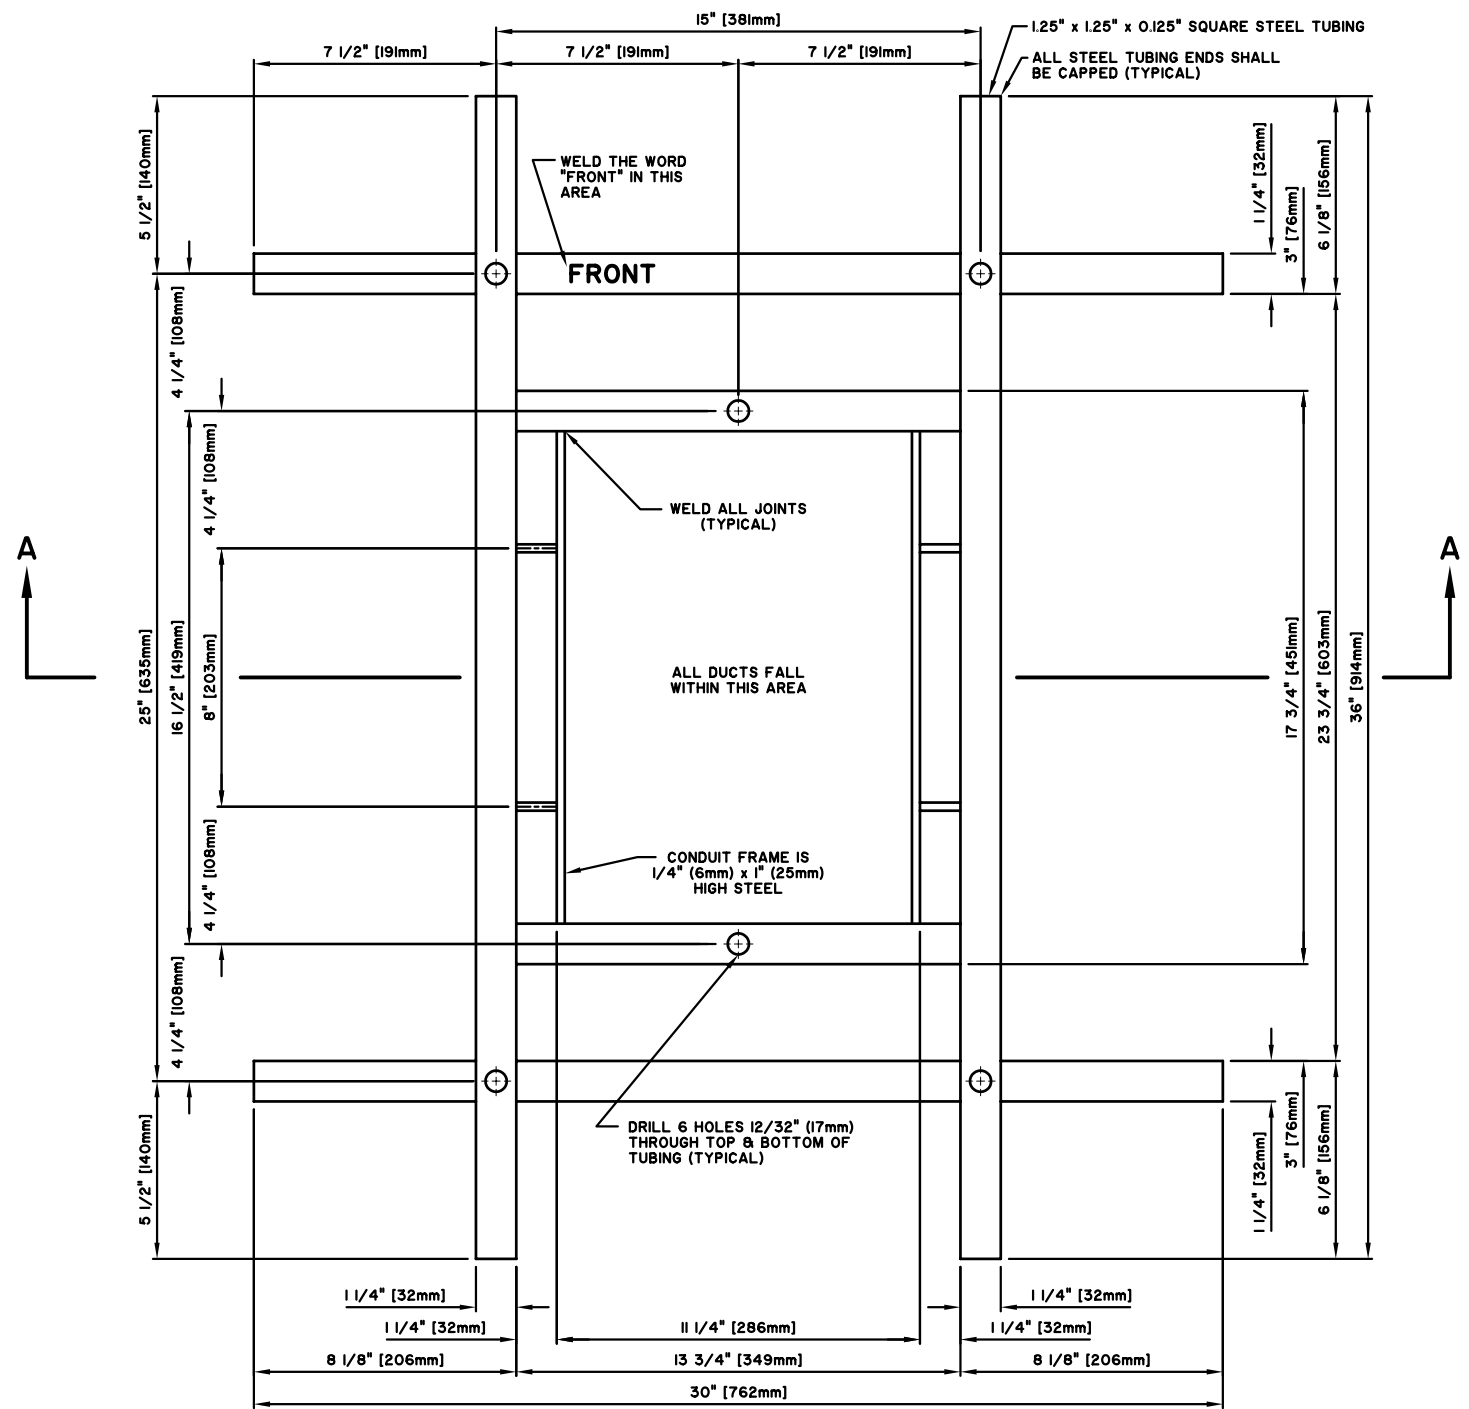 15" [381mm]
7 1/2" [191mm]
7 1/2" [191mm]
7 1/2" [191mm]
1.25" x 1.25" x 0.125" SQUARE STEEL TUBING
ALL STEEL TUBING ENDS SHALL
BE CAPPED (TYPICAL)
5 1/2" [140mm]
WELD THE WORD
"FRONT" IN THIS
AREA
1 1/4" [32mm]
3" [76mm]
6 1/8" [156mm]
FRONT
4 1/4" [108mm]
4 1/4" [108mm]
WELD ALL JOINTS
(TYPICAL)
A
A
25" [635mm]
16 1/2" [419mm]
8" [203mm]
ALL DUCTS FALL
WITHIN THIS AREA
17 3/4" [451mm]
23 3/4" [603mm]
36" [914mm]
4 1/4" [108mm]
CONDUIT FRAME IS
1/4" (6mm) x 1" (25mm)
HIGH STEEL
4 1/4" [108mm]
5 1/2" [140mm]
DRILL 6 HOLES 12/32" (17mm)
THROUGH TOP & BOTTOM OF
TUBING (TYPICAL)
1 1/4" [32mm]
3" [76mm]
6 1/8" [156mm]
1 1/4" [32mm]
1 1/4" [32mm]
1 1/4" [32mm]
11 1/4" [286mm]
1 1/4" [32mm]
8 1/8" [206mm]
13 3/4" [349mm]
8 1/8" [206mm]
30" [762mm]